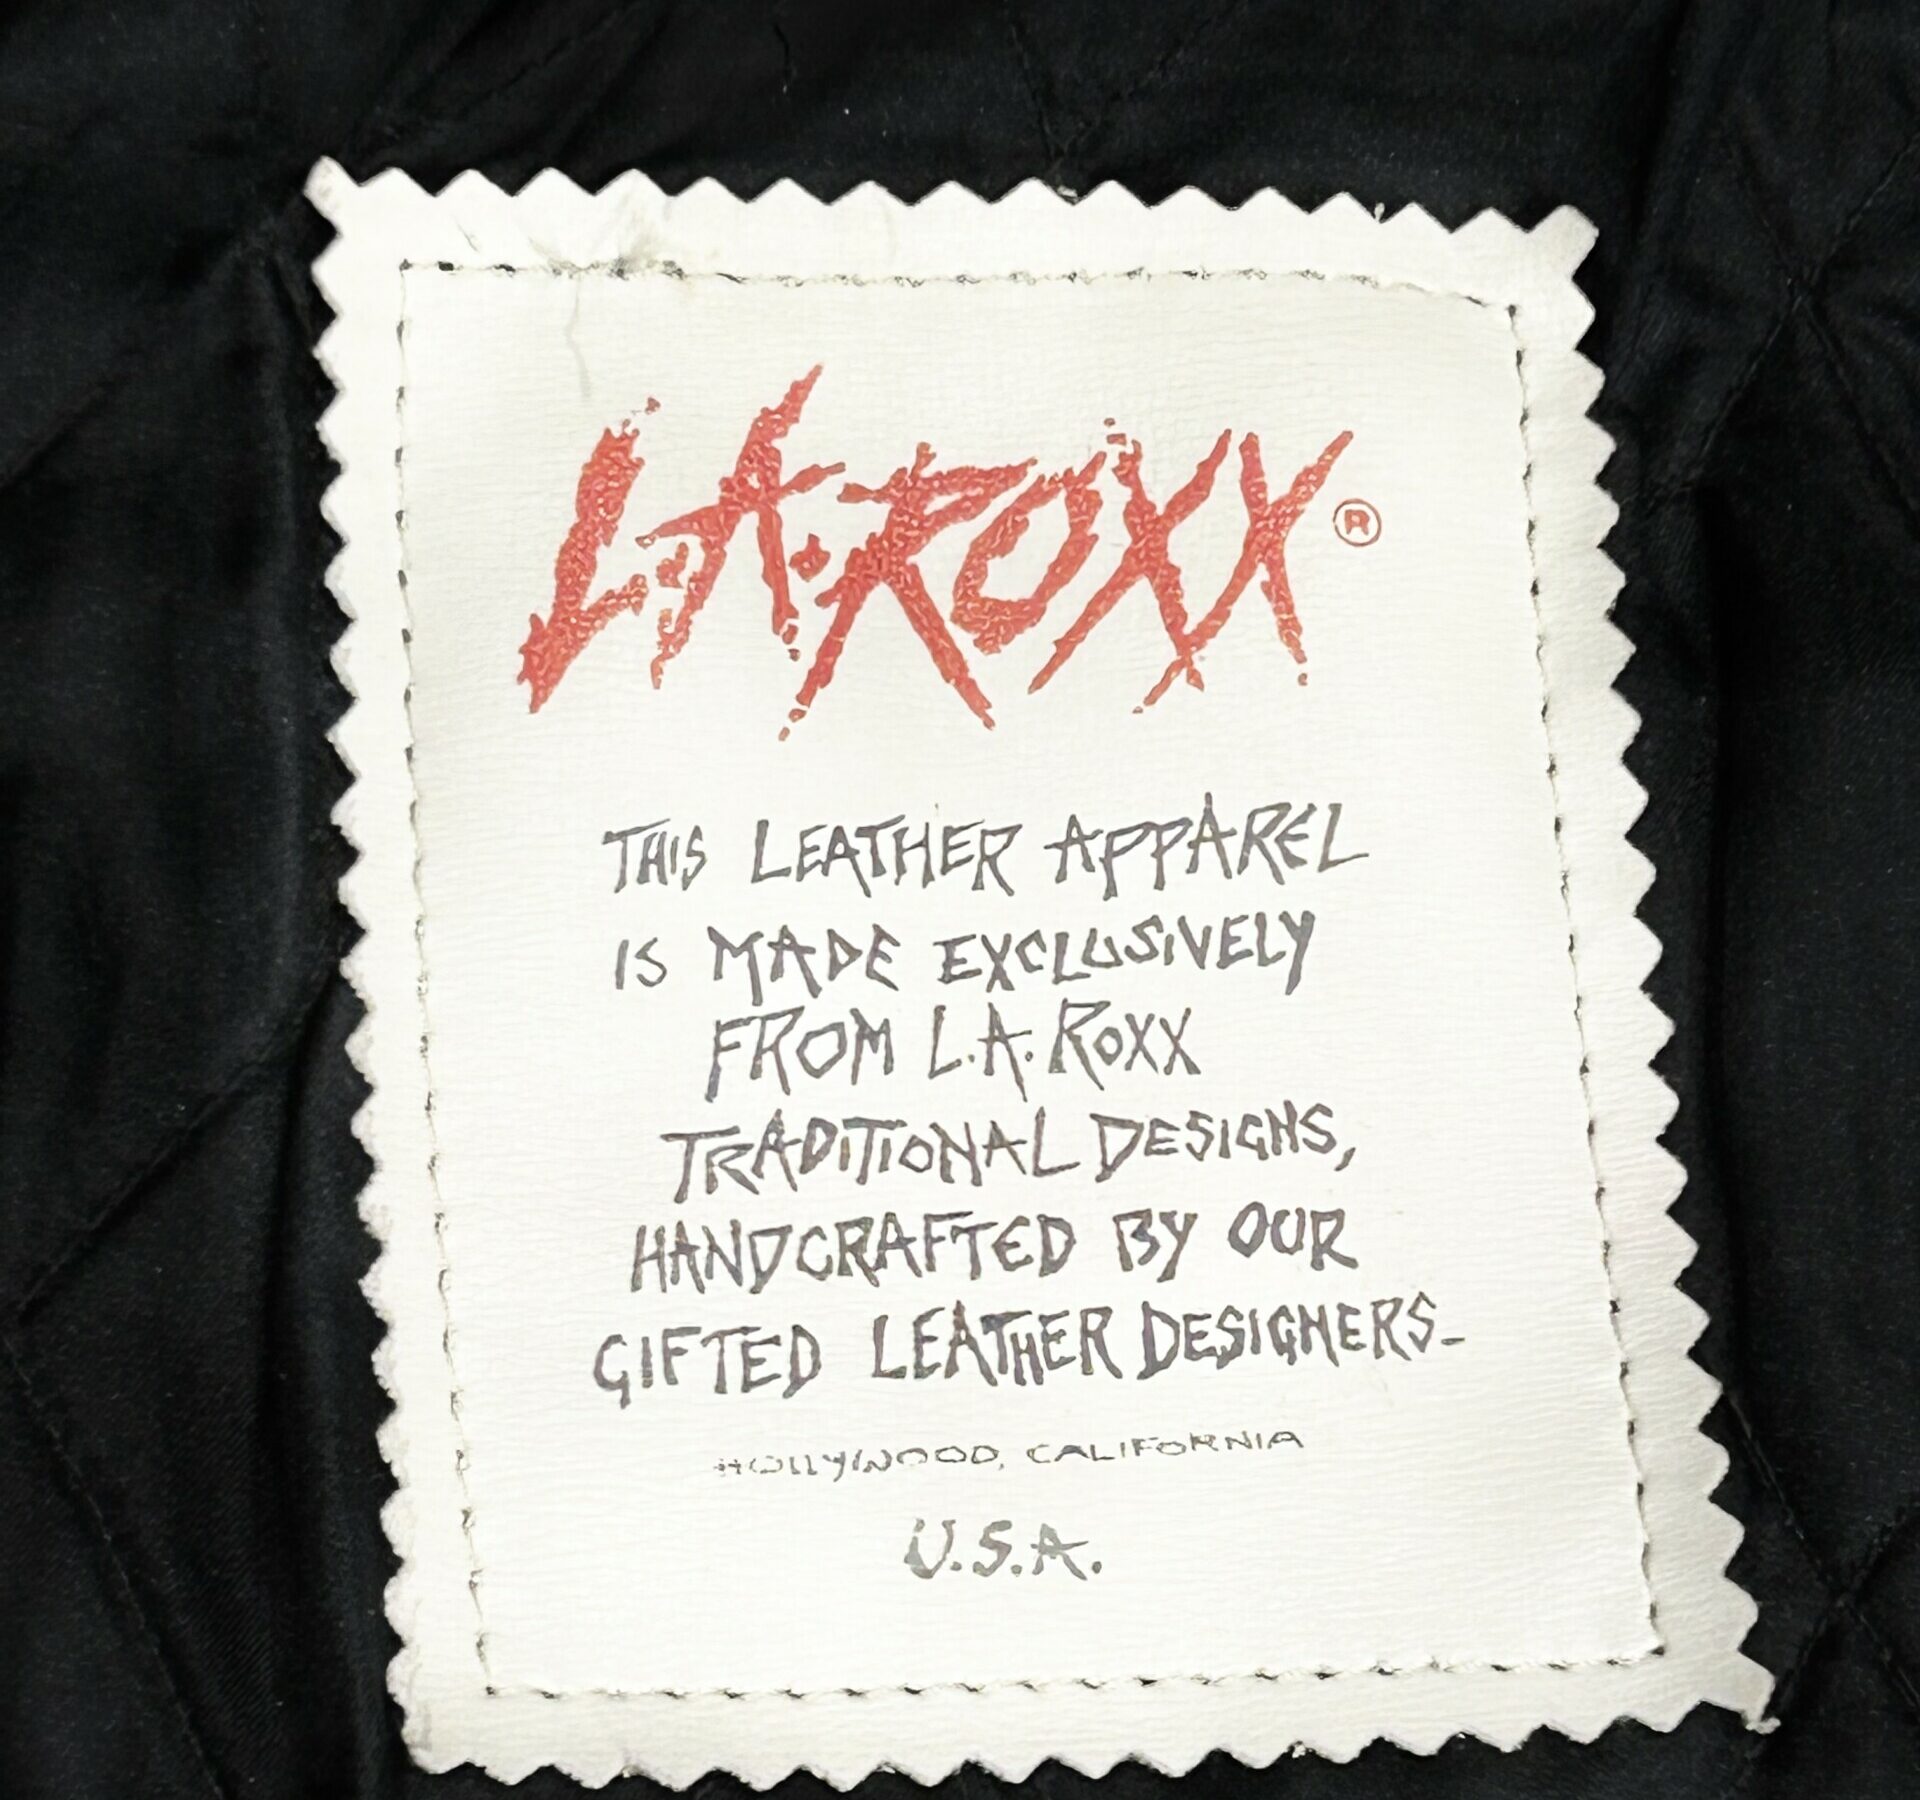 L.A.ROXX®
THIS LEATHER APPAREL
IS MADE EXCLUSIVELY
FROM L.A. ROXX
TRADITIONAL DESIGNS,
HANDCRAFTED BY OUR
GIFTED LEATHER DESIGNERS-
HOLLYWOOD, CALIFORNIA
U.S.A.